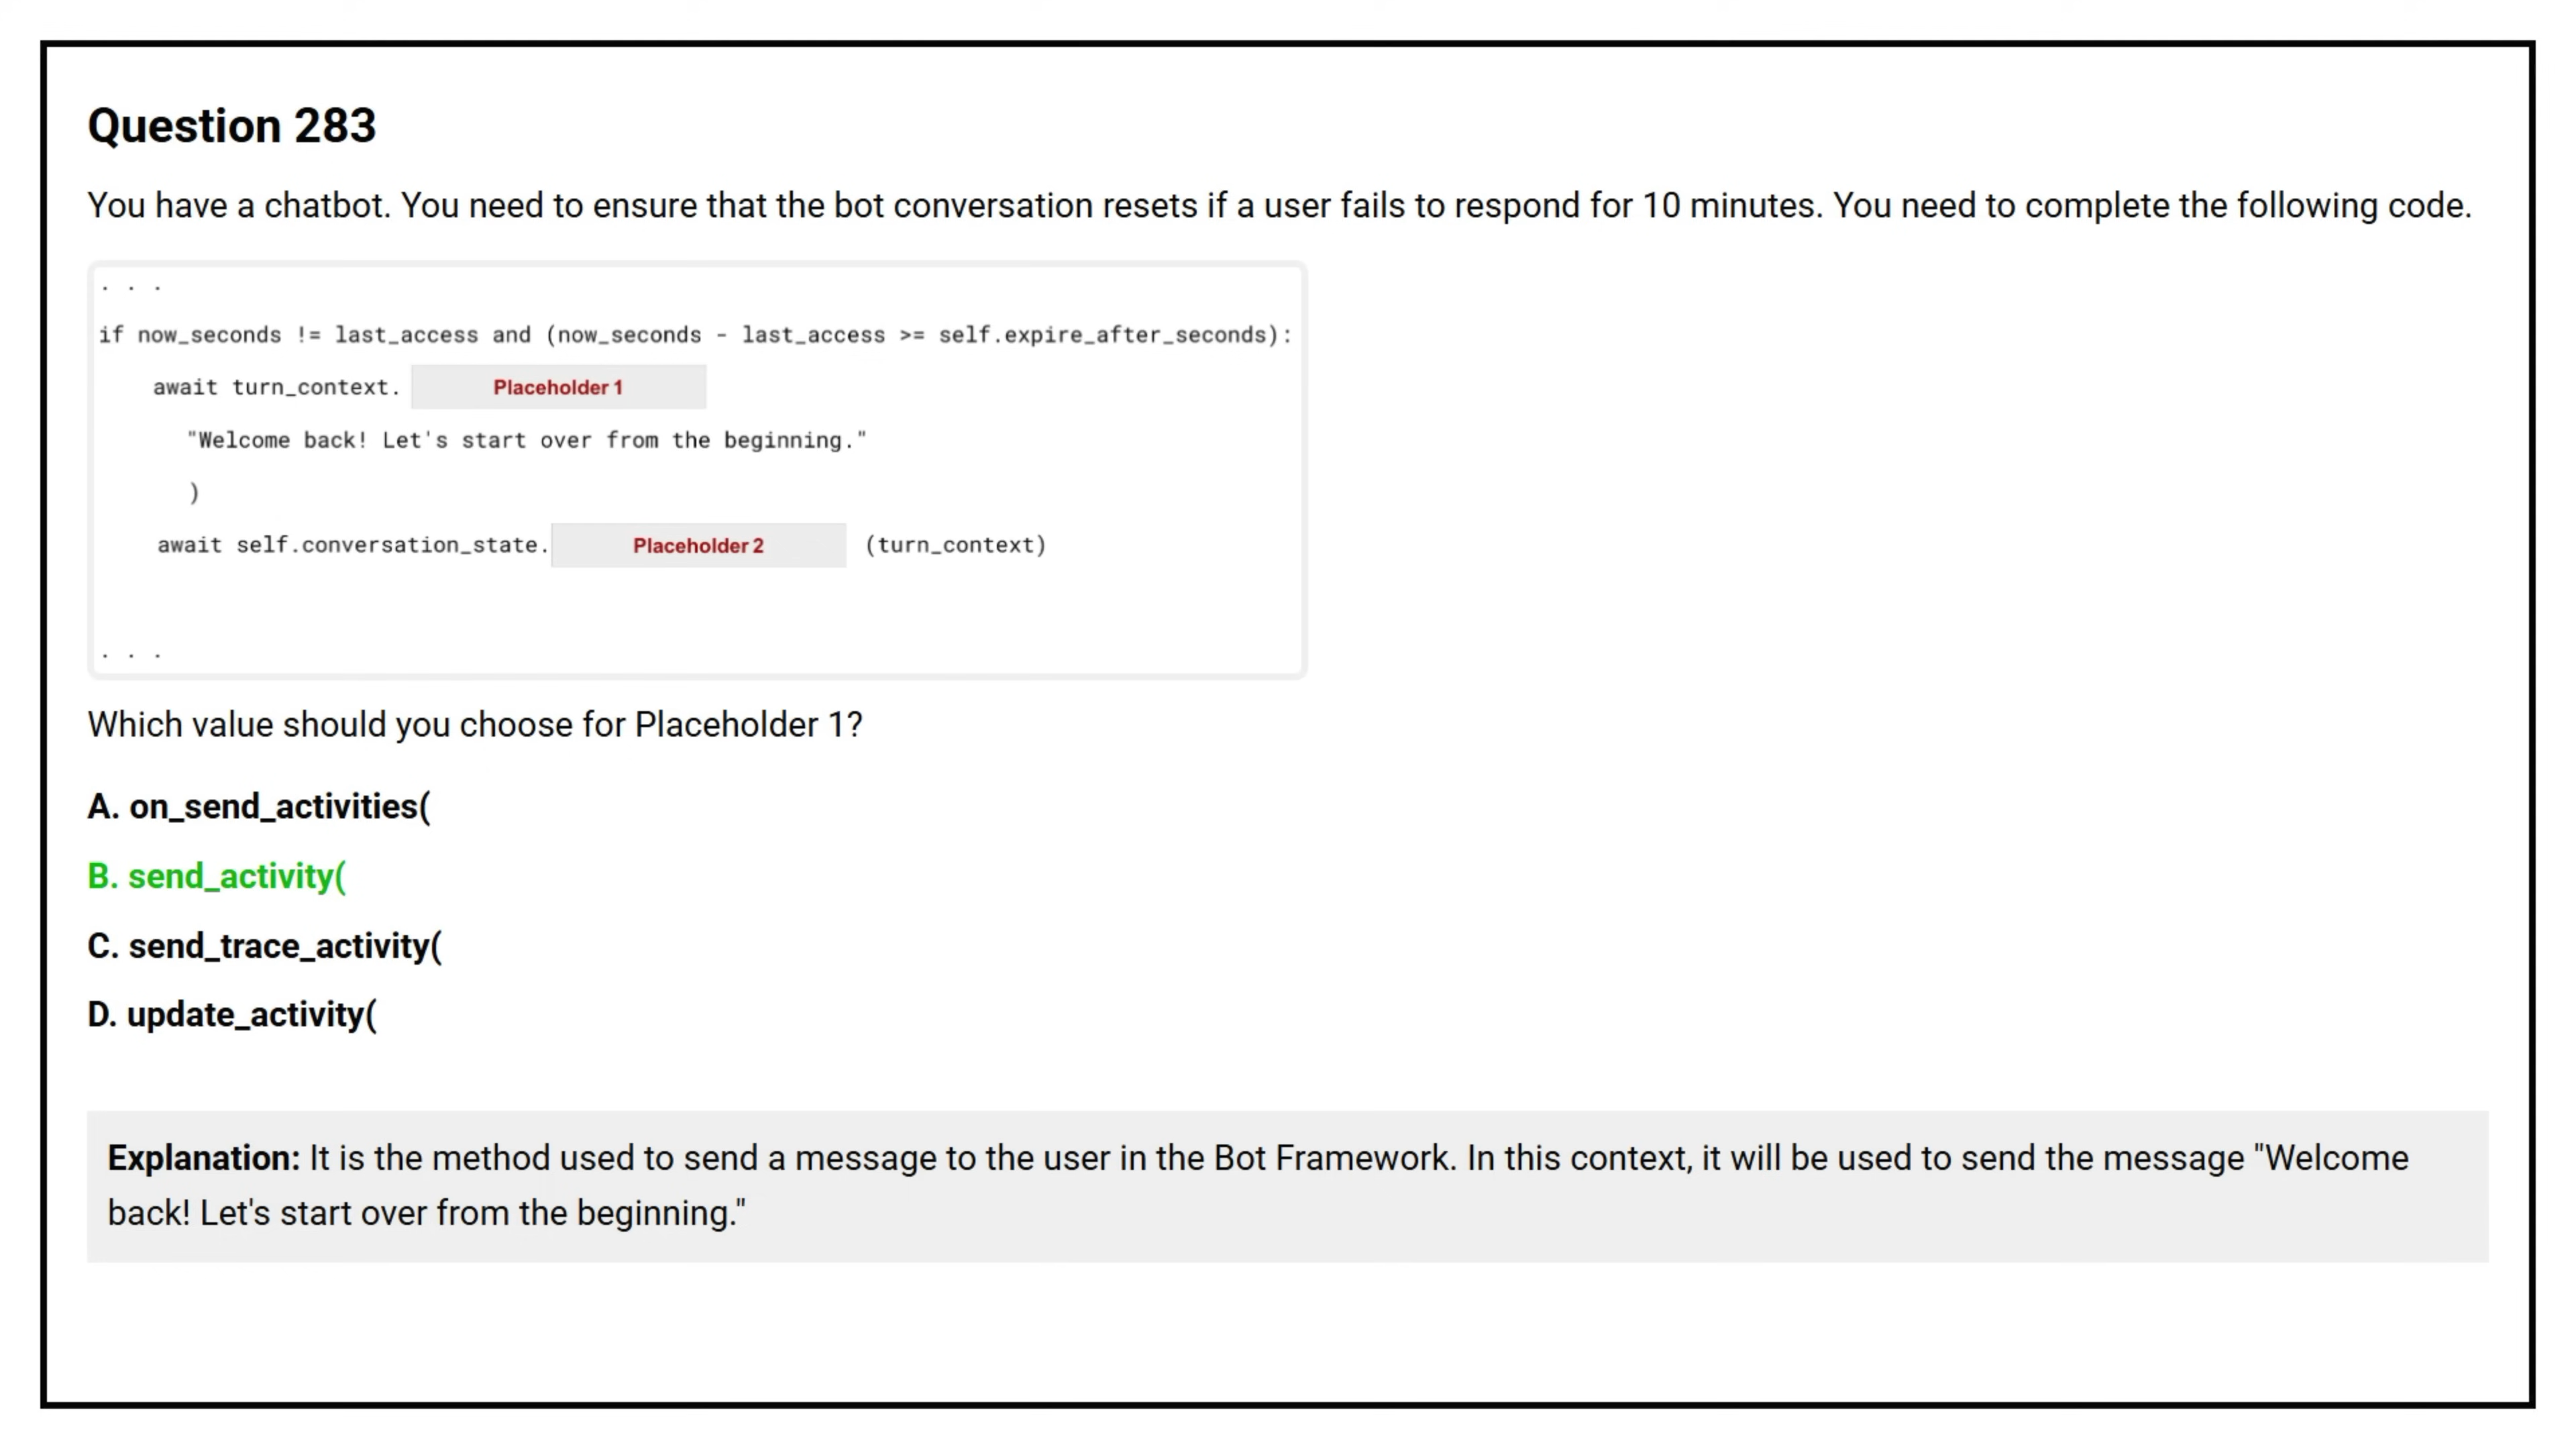 Question 283
You have a chatbot. You need to ensure that the bot conversation resets if a user fails to respond for 10 minutes. You need to complete the following code.
. . .
if now_seconds != last_access and (now_seconds - last_access >= self.expire_after_seconds):
await turn_context. Placeholder 1
"Welcome back! Let's start over from the beginning."
)
await self.conversation_state. Placeholder 2 (turn_context)
. . .
Which value should you choose for Placeholder 1?
A. on_send_activities(
B. send_activity(
C. send_trace_activity(
D. update_activity(
Explanation: It is the method used to send a message to the user in the Bot Framework. In this context, it will be used to send the message "Welcome
back! Let's start over from the beginning."